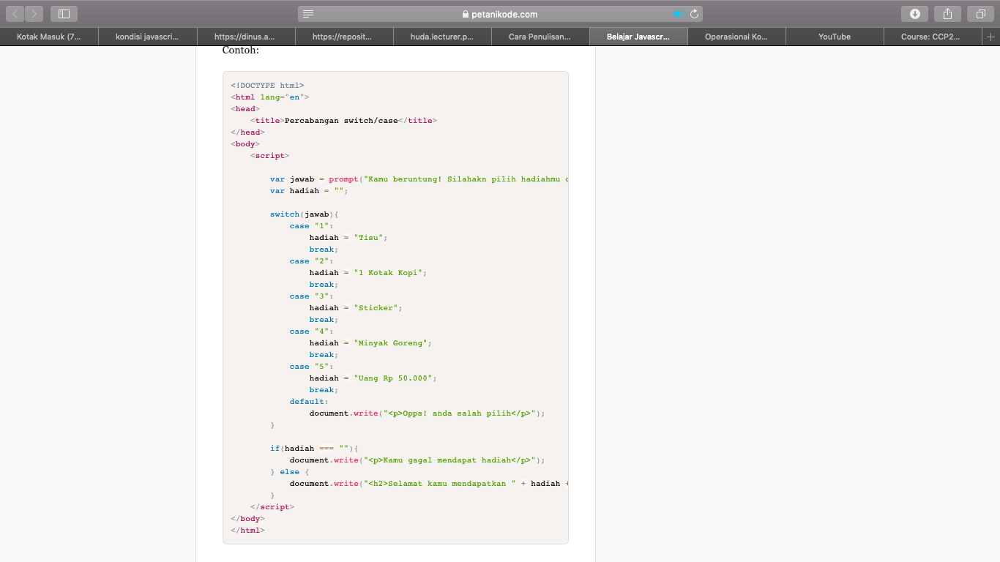 petanikode.com
Kotak Masuk (7...
kondisi javascri...
https://dinus.a...
https://reposit...
huda.lecturer.p...
Cara Penulisan...
Belajar Javascr...
Operasional Ko...
YouTube
Course: CCP2...
Contoh:
<!DOCTYPE html>
<html lang="en">
<head>
    <title>Percabangan switch/case</title>
</head>
<body>
    <script>
        var jawab = prompt("Kamu beruntung! Silahakn pilih hadiahmu
        var hadiah = "";
        switch(jawab){
            case "1":
                hadiah = "Tisu";
                break;
            case "2":
                hadiah = "1 Kotak Kopi";
                break;
            case "3":
                hadiah = "Sticker";
                break;
            case "4":
                hadiah = "Minyak Goreng";
                break;
            case "5":
                hadiah = "Uang Rp 50.000";
                break;
            default:
                document.write("<p>Opps! anda salah pilih</p>");
        }
        if(hadiah === ""){
            document.write("<p>Kamu gagal mendapat hadiah</p>");
        } else {
            document.write("<h2>Selamat kamu mendapatkan " + hadiah +
        }
    </script>
</body>
</html>